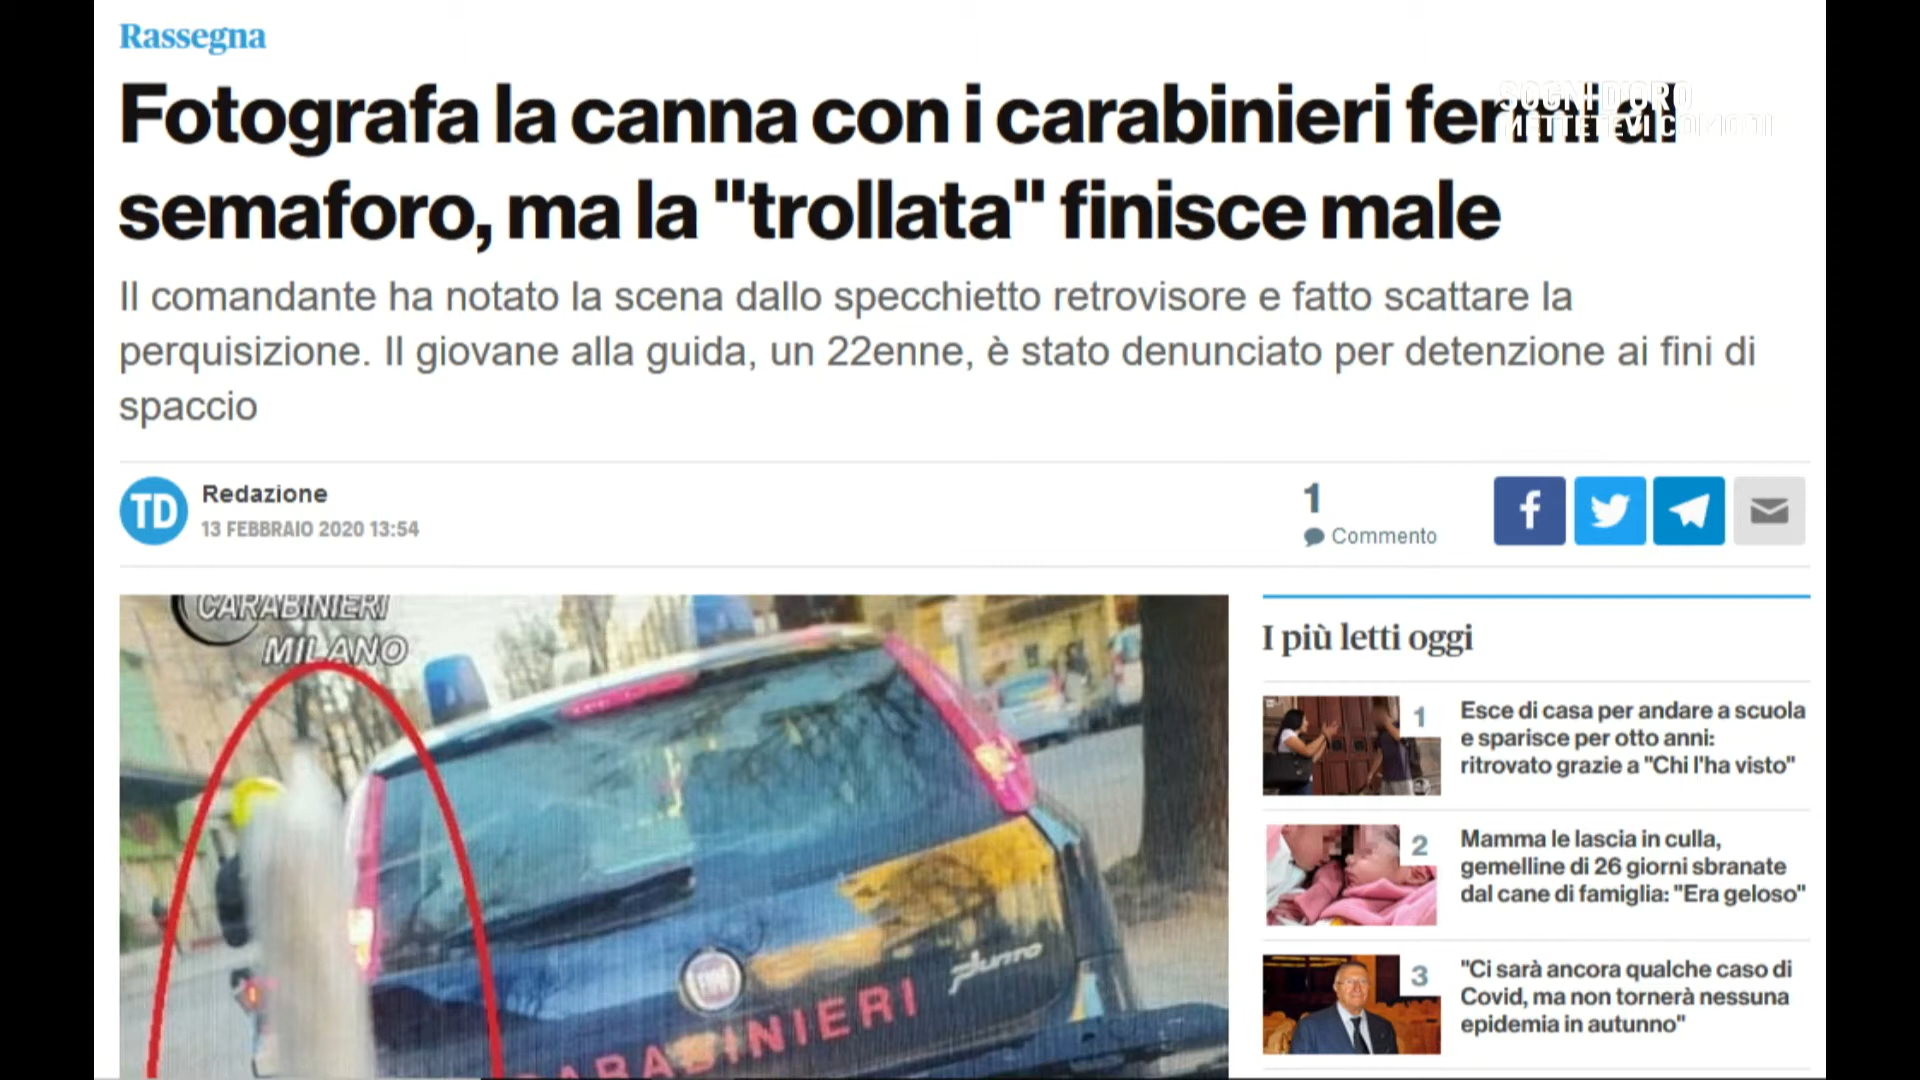 Rassegna
SOGNI D'ORO
METTETEVI COMODI
Fotografa la canna con i carabinieri fermi al
semaforo, ma la "trollata" finisce male
Il comandante ha notato la scena dallo specchietto retrovisore e fatto scattare la
perquisizione. Il giovane alla guida, un 22enne, è stato denunciato per detenzione ai fini di
spaccio
TD
Redazione
13 FEBBRAIO 2020 13:54
1
Commento
CARABINIERI
MILANO
FIAT
Punto
CARABINIERI
I più letti oggi
1
Esce di casa per andare a scuola
e sparisce per otto anni:
ritrovato grazie a "Chi l'ha visto"
2
Mamma le lascia in culla,
gemelline di 26 giorni sbranate
dal cane di famiglia: "Era geloso"
3
"Ci sarà ancora qualche caso di
Covid, ma non tornerà nessuna
epidemia in autunno"